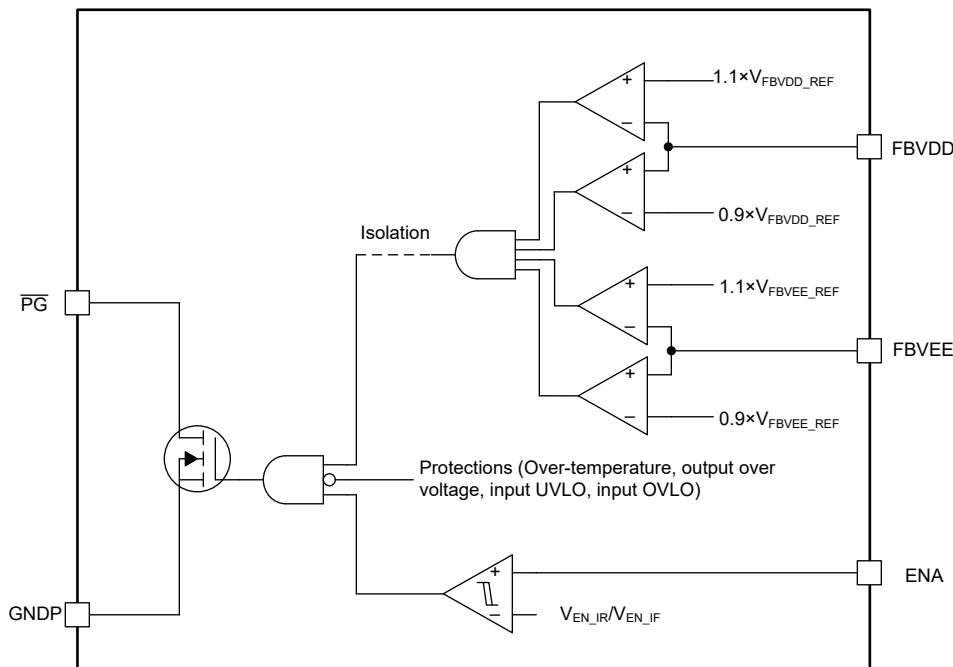 +
1.1×VFBVDD_REF
−
FBVDD
+
−
0.9×VFBVDD_REF
Isolation
PG
+
1.1×VFBVEE_REF
−
FBVEE
+
−
0.9×VFBVEE_REF
Protections (Over-temperature, output over
voltage, input UVLO, input OVLO)
+
ENA
−
VEN_IR/VEN_IF
GNDP